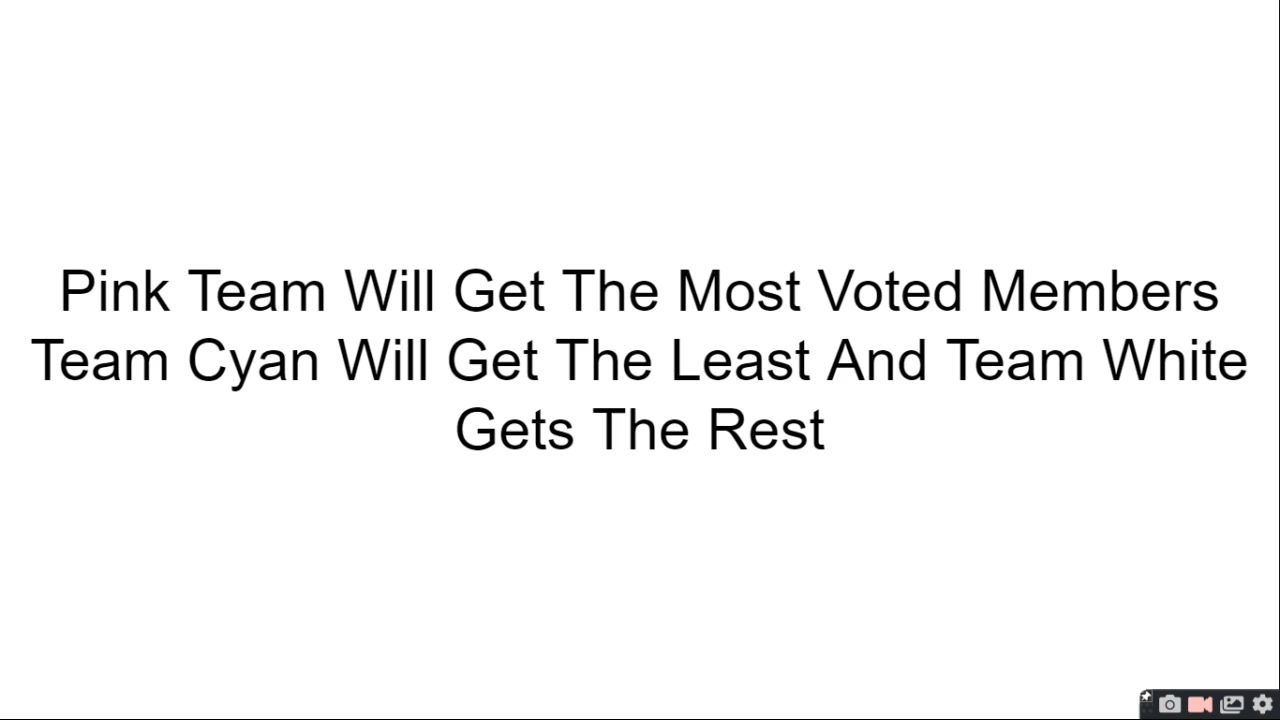 Pink Team Will Get The Most Voted Members
Team Cyan Will Get The Least And Team White
Gets The Rest